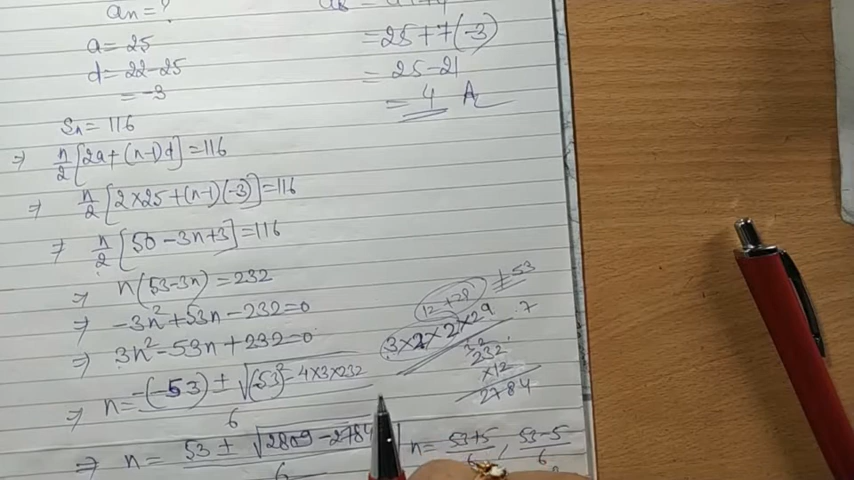 an = ?
a = 25
d = 22-25
= -3
Sn = 116
⇒ n/2 [2a+(n-1)d] = 116
⇒ n/2 [2×25+(n-1)(-3)] = 116
⇒ n/2 [50-3n+3] = 116
⇒ n(53-3n) = 232
⇒ -3n²+53n-232=0
⇒ 3n²-53n+232=0
⇒ n = -(-53) ± √(-53)²-4×3×232 / 6
⇒ n = 53 ± √2809-2784 / 6
= 25+7(-3)
= 25-21
= 4
±53
3×2×2×29
232
×12
2784
n = 53+5/6, 53-5/6